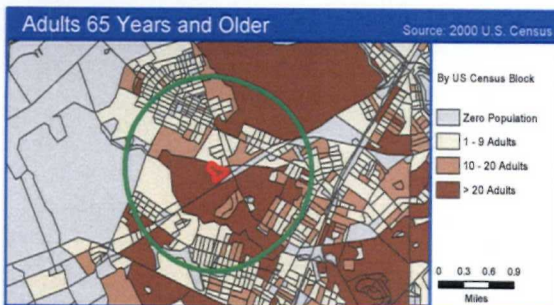 Adults 65 Years and Older
Source: 2000 U.S. Census
By US Census Block
Zero Population
1 - 9 Adults
10 - 20 Adults
> 20 Adults
0 0.3 0.6 0.9
Miles